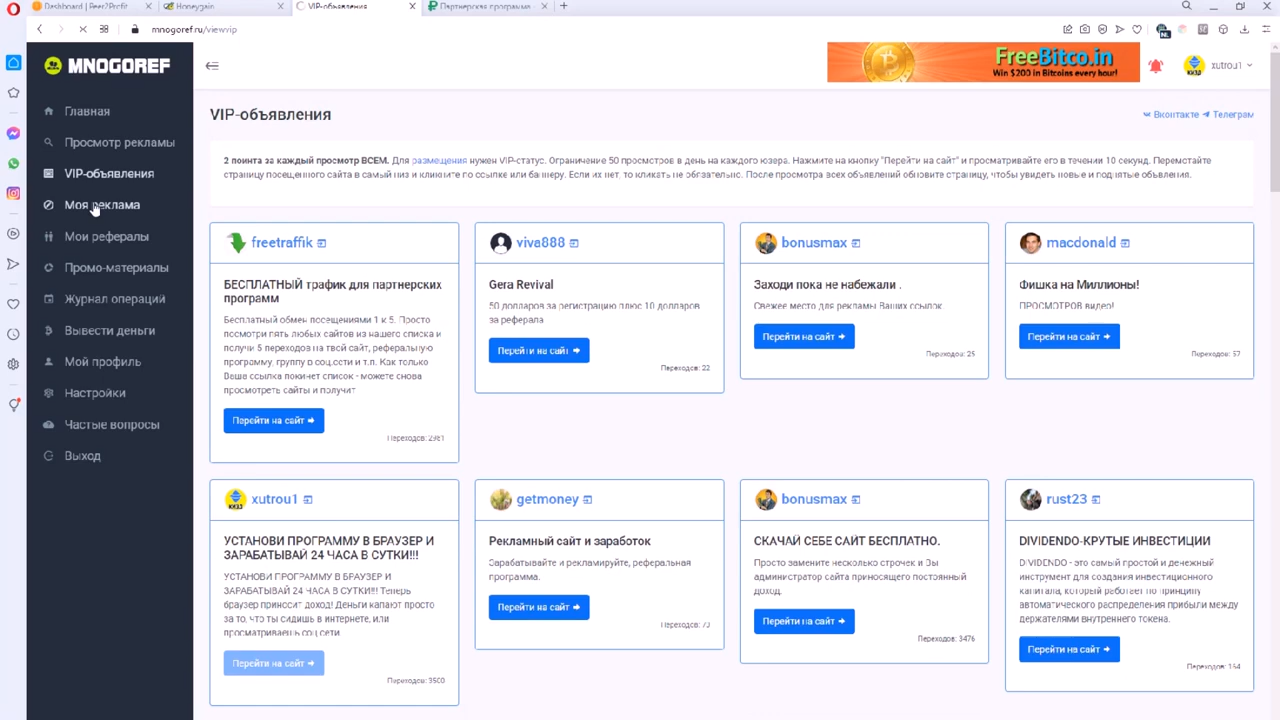 Dashboard | Peer2Profit
Honeygain
VIP-объявления
Партнерская программа -
mnogoref.ru/viewvip
MNOGOREF
FreeBitco.in
Win $200 in Bitcoins every hour!
xutrou1
Главная
Просмотр рекламы
VIP-объявления
Моя реклама
Мои рефералы
Промо-материалы
Журнал операций
Вывести деньги
Мой профиль
Настройки
Частые вопросы
Выход
VIP-объявления
Вконтакте Телеграм
2 поинта за каждый просмотр ВСЕМ. Для размещения нужен VIP-статус. Ограничение 50 просмотров в день на каждого юзера. Нажмите на кнопку "Перейти на сайт" и просматривайте его в течении 10 секунд. Перемотайте
страницу посещенного сайта в самый низ и кликните по ссылке или баннеру. Если их нет, то кликать не обязательно. После просмотра всех объявлений обновите страницу, чтобы увидеть новые и поднятые объявления.
freetraffik
БЕСПЛАТНЫЙ трафик для партнерских
программ
Бесплатный обмен посещениями 1 к 5. Просто
посмотри пять любых сайтов из нашего списка и
получи 5 переходов на твой сайт, реферальную
программу, группу в соц.сети и т.п. Как только
Ваша ссылка покинет список - можете снова
просмотреть сайты и получит
Перейти на сайт
Переходов: 2981
viva888
Gera Revival
50 долларов за регистрацию плюс 10 долларов
за реферала
Перейти на сайт
Переходов: 22
bonusmax
Заходи пока не набежали .
Свежее место для рекламы Ваших ссылок
Перейти на сайт
Переходов: 25
macdonald
Фишка на Миллионы!
ПРОСМОТРОВ видео!
Перейти на сайт
Переходов: 57
xutrou1
УСТАНОВИ ПРОГРАММУ В БРАУЗЕР И
ЗАРАБАТЫВАЙ 24 ЧАСА В СУТКИ!!!
УСТАНОВИ ПРОГРАММУ В БРАУЗЕР И
ЗАРАБАТЫВАЙ 24 ЧАСА В СУТКИ!!! Теперь
браузер приносит доход! Деньги капают просто
за то, что ты сидишь в интернете, или
просматриваешь соц сети.
Перейти на сайт
Переходов: 3500
getmoney
Рекламный сайт и заработок
Зарабатывайте и рекламируйте, реферальная
программа.
Перейти на сайт
Переходов: 73
bonusmax
СКАЧАЙ СЕБЕ САЙТ БЕСПЛАТНО.
Просто замените несколько строчек и Вы
администратор сайта приносящего постоянный
доход.
Перейти на сайт
Переходов: 3476
rust23
DIVIDENDO-КРУТЫЕ ИНВЕСТИЦИИ
DIVIDENDO - это самый простой и денежный
инструмент для создания инвестиционного
капитала, который работает по принципу
автоматического распределения прибыли между
держателями внутреннего токена.
Перейти на сайт
Переходов: 164